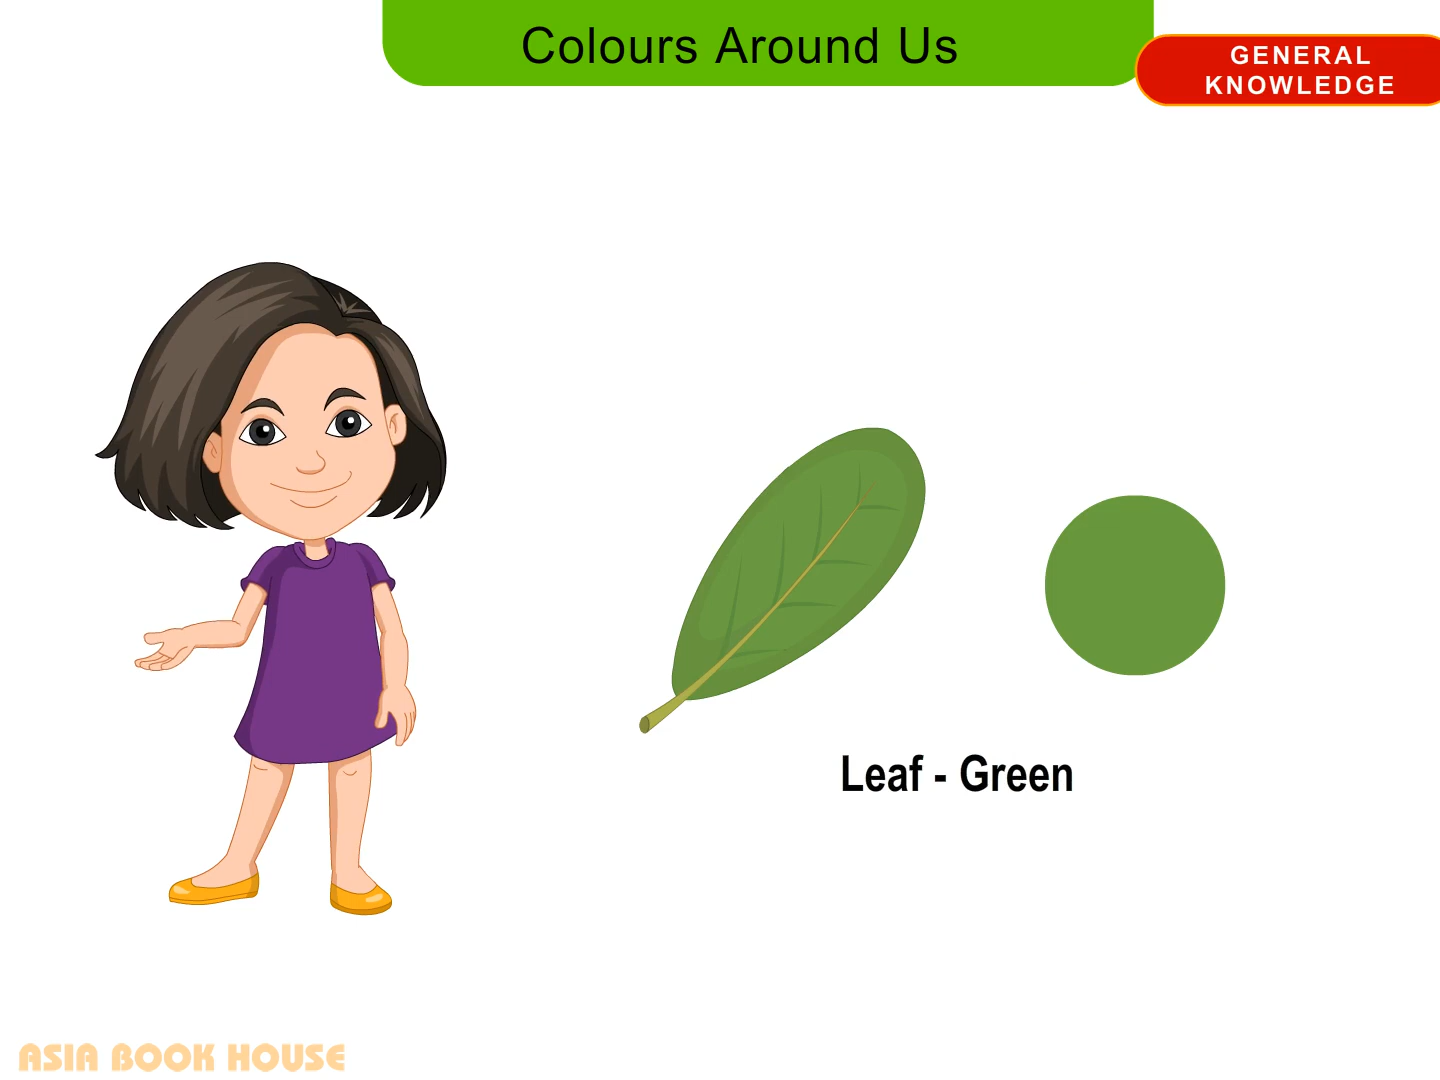 Colours Around Us
GENERAL
KNOWLEDGE
Leaf - Green
ASIA BOOK HOUSE